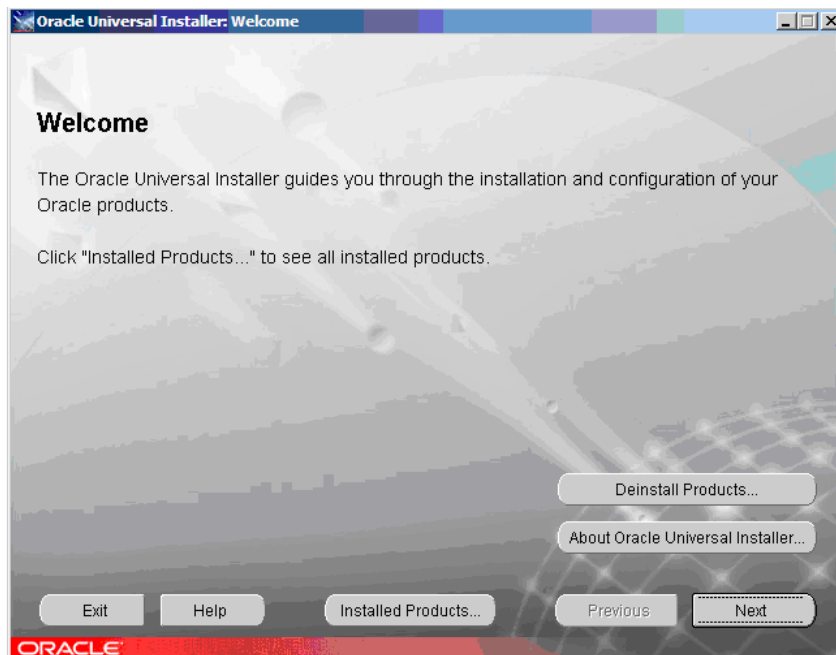 Oracle Universal Installer: Welcome
Welcome
The Oracle Universal Installer guides you through the installation and configuration of your
Oracle products.
Click "Installed Products..." to see all installed products.
Deinstall Products...
About Oracle Universal Installer...
Exit Help Installed Products... Previous Next
ORACLE